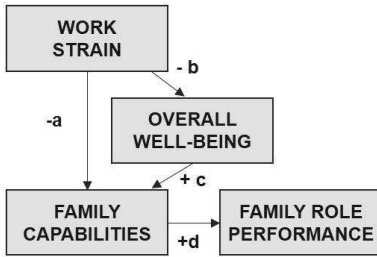 WORK
STRAIN
- b
-a
OVERALL
WELL-BEING
+ c
FAMILY
CAPABILITIES
+d
FAMILY ROLE
PERFORMANCE